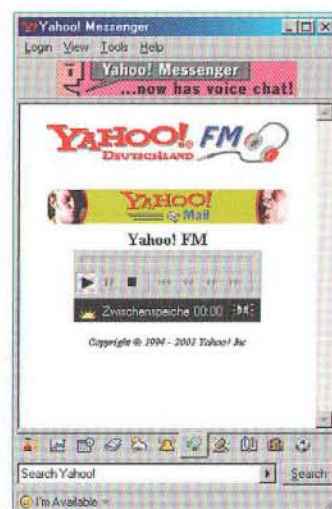 Yahoo! Messenger
Login View Tools Help
Yahoo! Messenger
...now has voice chat!
YAHOO! FM
DEUTSCHLAND
YAHOO!
Mail
Yahoo! FM
Zwischenspeiche 00:00
Copyright © 1994 - 2001 Yahoo! Inc
Search Yahoo!
Search
I'm Available